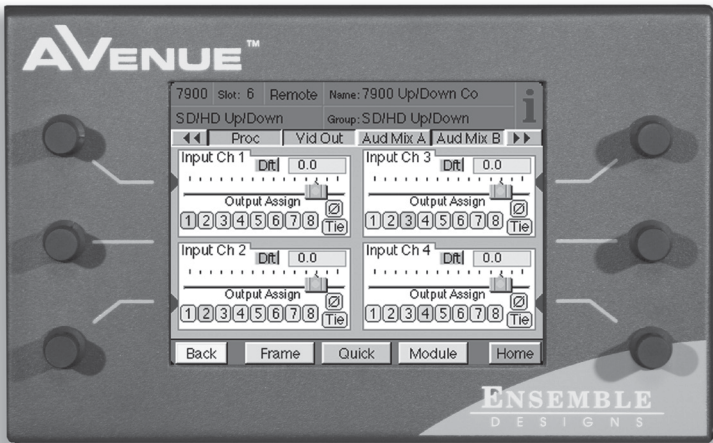 AVENUE™
7900 Slot: 6 Remote Name: 7900 Up/Down Co i
SD/HD Up/Down Group: SD/HD Up/Down
Proc Vid Out Aud Mix A Aud Mix B
Input Ch 1 Dft 0.0
Output Assign Ø
1 2 3 4 5 6 7 8 Tie
Input Ch 3 Dft 0.0
Output Assign Ø
1 2 3 4 5 6 7 8 Tie
Input Ch 2 Dft 0.0
Output Assign Ø
1 2 3 4 5 6 7 8 Tie
Input Ch 4 Dft 0.0
Output Assign Ø
1 2 3 4 5 6 7 8 Tie
Back Frame Quick Module Home
ENSEMBLE
DESIGNS